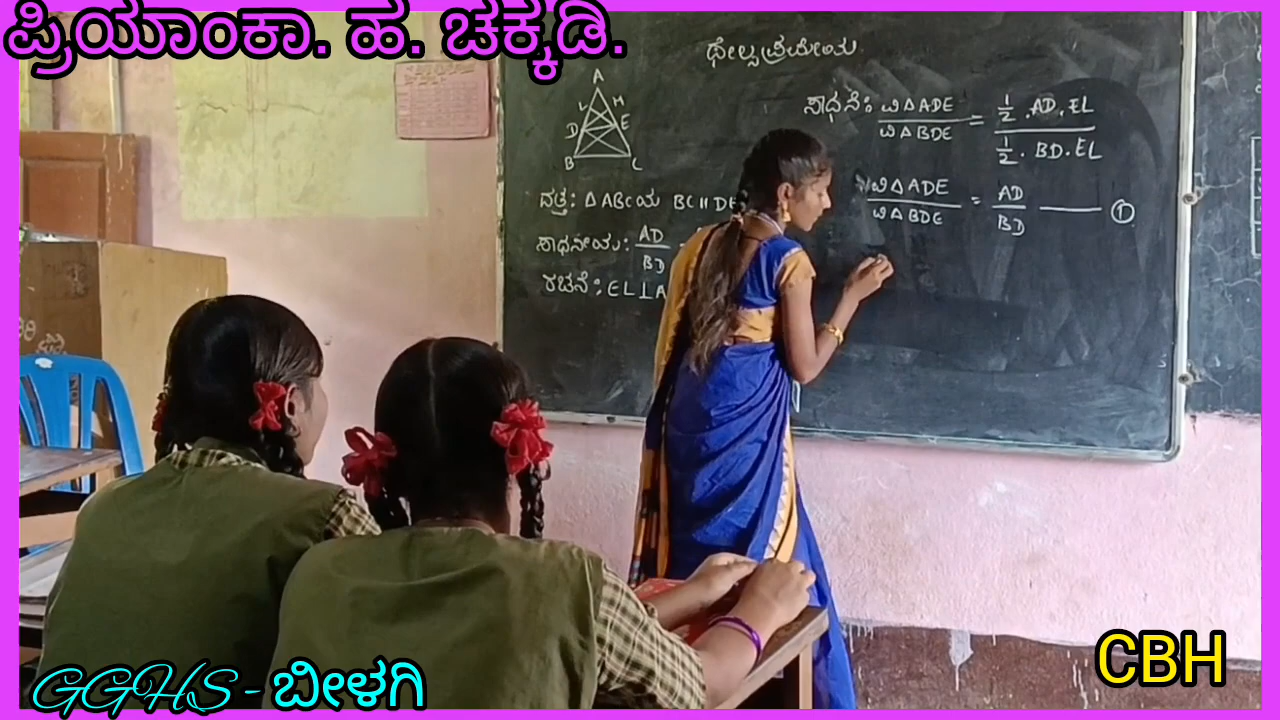 ಪ್ರಿಯಾಂಕಾ. ಹ. ಚಕ್ಕಡಿ.
ಥೇಲ್ಸ ಪ್ರಮೇಯ
A
L M
D E
B C
ದತ್ತ: Δ ABC ಯ BC || DE
ಸಾಧನೀಯ: AD/BD
ರಚನೆ: EL ⊥ A
ಸಾಧನೆ: ವಿ Δ ADE / ವಿ Δ BDE = 1/2 . AD . EL / 1/2 . BD . EL
ವಿ Δ ADE / ವಿ Δ BDE = AD/BD —— ①
GGHS - ಬೀಳಗಿ
CBH